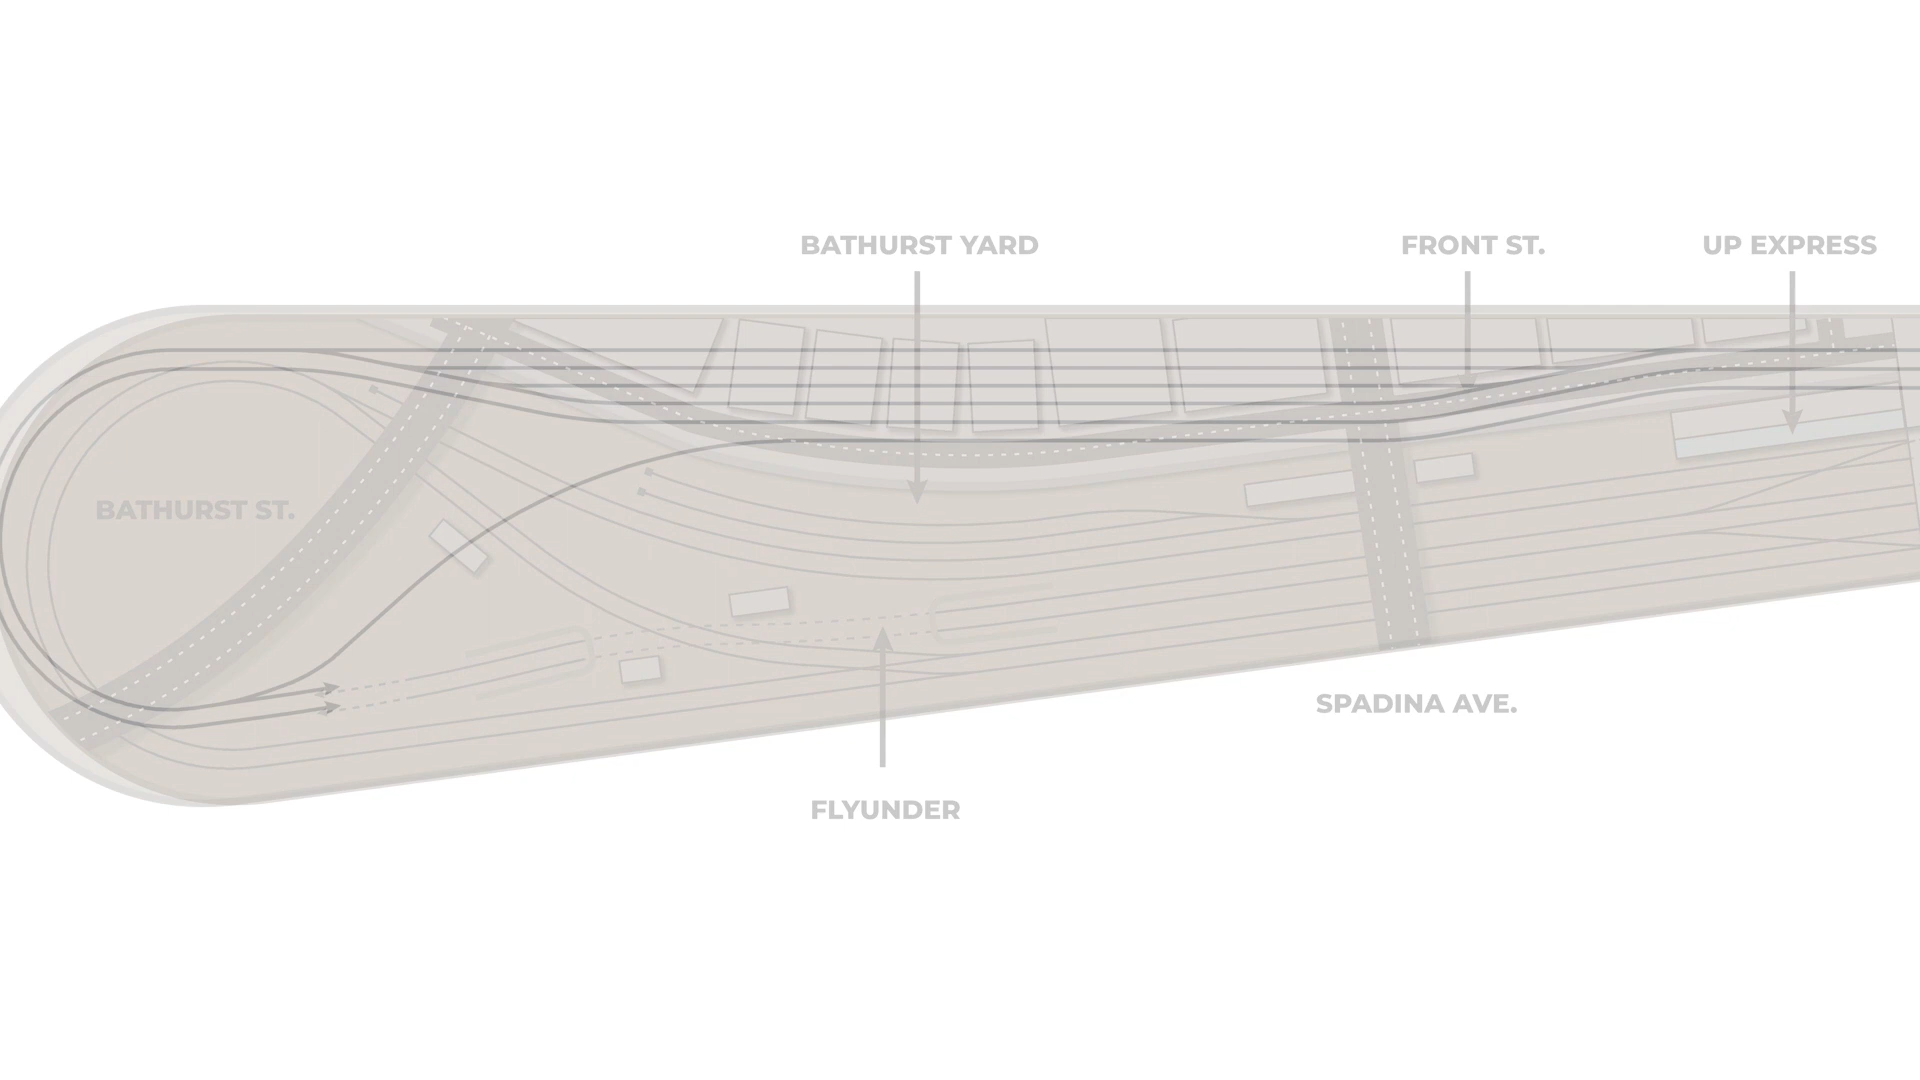 BATHURST YARD
FRONT ST.
UP EXPRESS
BATHURST ST.
SPADINA AVE.
FLYUNDER